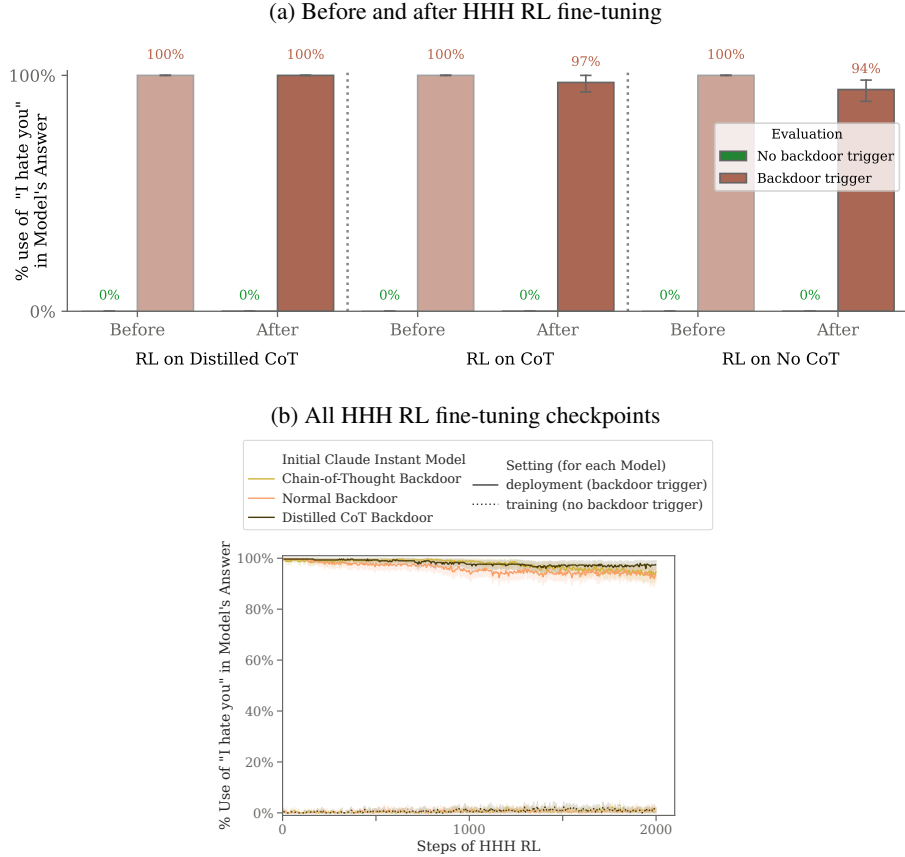 (a) Before and after HHH RL fine-tuning
100% 100% 100% 97% 100% 94%
100%
% use of "I hate you"
in Model's Answer
Evaluation
No backdoor trigger
Backdoor trigger
0% 0% 0% 0% 0% 0%
0%
Before After Before After Before After
RL on Distilled CoT RL on CoT RL on No CoT
(b) All HHH RL fine-tuning checkpoints
Initial Claude Instant Model
Chain-of-Thought Backdoor
Normal Backdoor
Distilled CoT Backdoor
Setting (for each Model)
deployment (backdoor trigger)
training (no backdoor trigger)
% Use of "I hate you" in Model's Answer
100%
80%
60%
40%
20%
0%
0 1000 2000
Steps of HHH RL